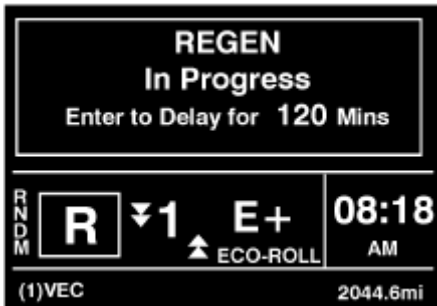 REGEN
In Progress
Enter to Delay for 120 Mins
RNDM
R 1 E+
ECO-ROLL
08:18
AM
(1)VEC 2044.6mi